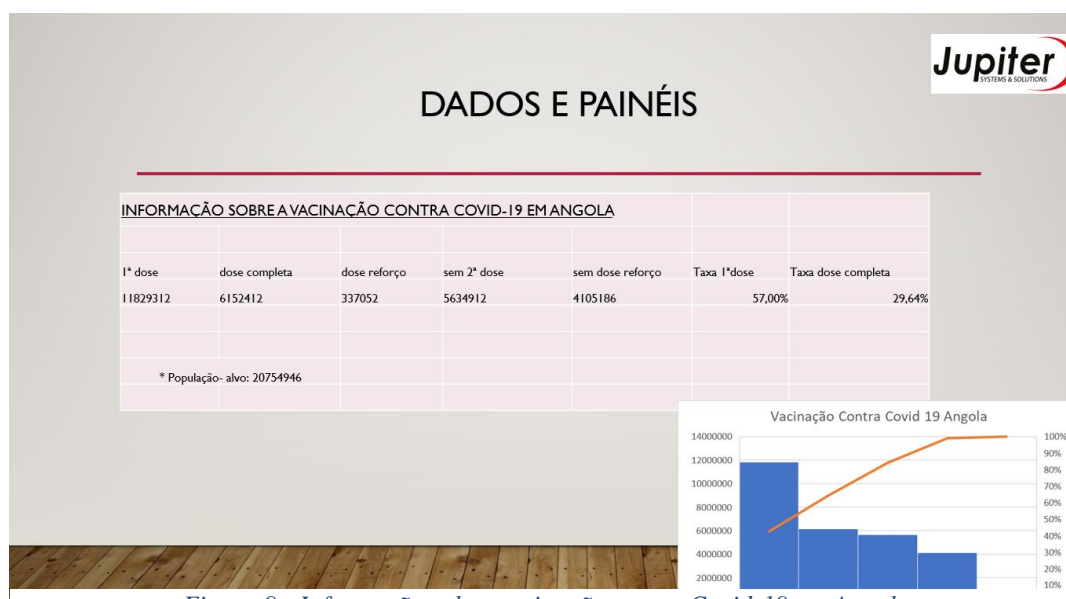 Jupiter
SYSTEMS & SOLUTIONS
DADOS E PAINÉIS
INFORMAÇÃO SOBRE A VACINAÇÃO CONTRA COVID-19 EM ANGOLA
1ª dose dose completa dose reforço sem 2ª dose sem dose reforço Taxa 1ªdose Taxa dose completa
11829312 6152412 337052 5634912 4105186 57,00% 29,64%
* População- alvo: 20754946
Vacinação Contra Covid 19 Angola
14000000 100%
90%
12000000 80%
10000000 70%
60%
8000000 50%
6000000 40%
4000000 30%
20%
2000000 10%